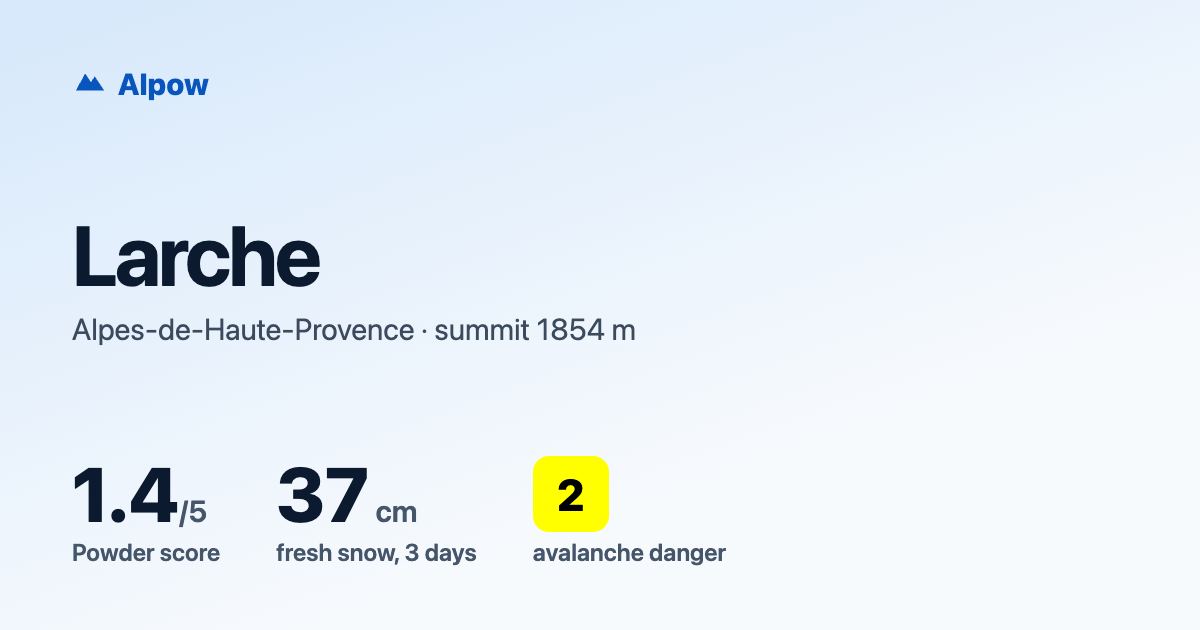 Alpow
Larche
Alpes-de-Haute-Provence · summit 1854 m
1.4/5 37 cm 2
Powder score fresh snow, 3 days avalanche danger